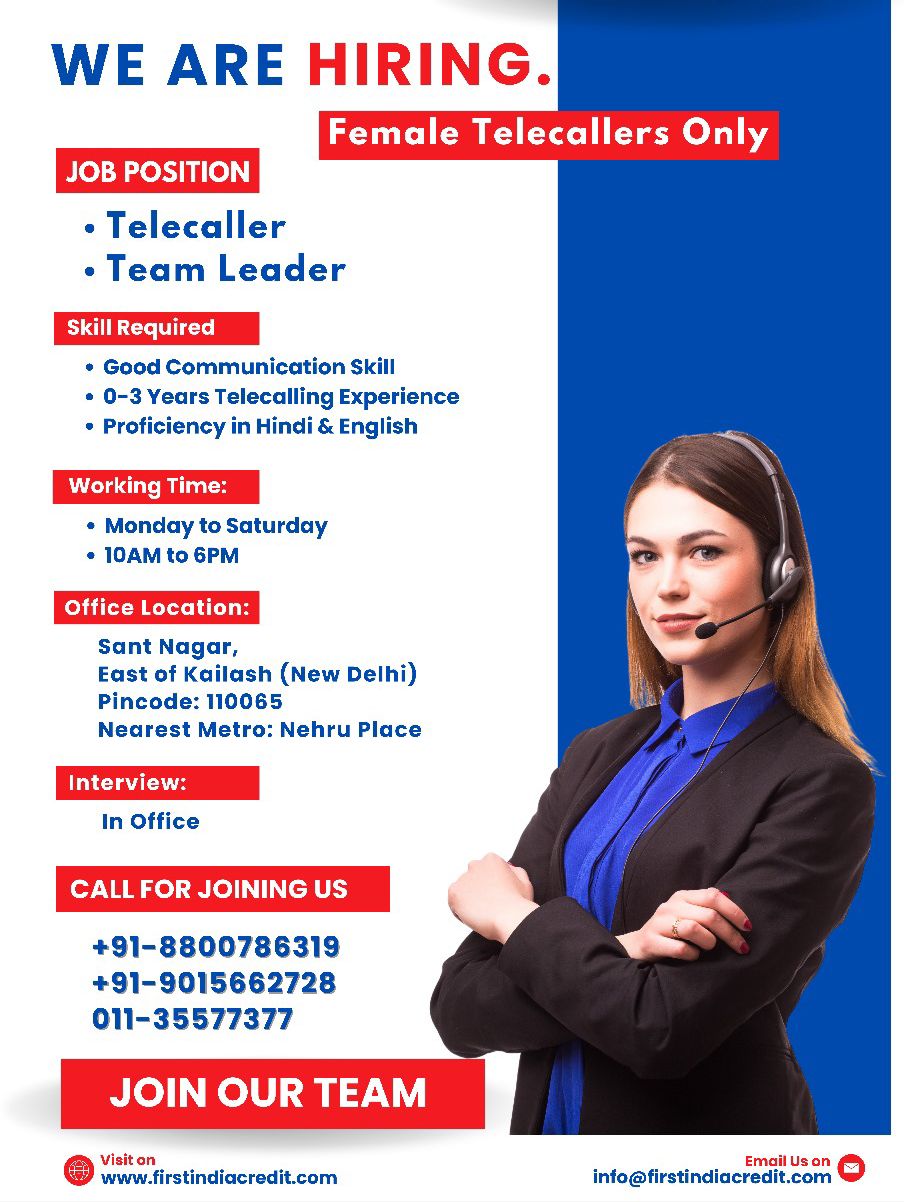 WE ARE HIRING.
Female Telecallers Only
JOB POSITION
• Telecaller
• Team Leader
Skill Required
• Good Communication Skill
• 0-3 Years Telecalling Experience
• Proficiency in Hindi & English
Working Time:
• Monday to Saturday
• 10AM to 6PM
Office Location:
Sant Nagar,
East of Kailash (New Delhi)
Pincode: 110065
Nearest Metro: Nehru Place
Interview:
In Office
CALL FOR JOINING US
+91-8800786319
+91-9015662728
011-35577377
JOIN OUR TEAM
Visit on
www.firstindiacredit.com
Email Us on
info@firstindiacredit.com